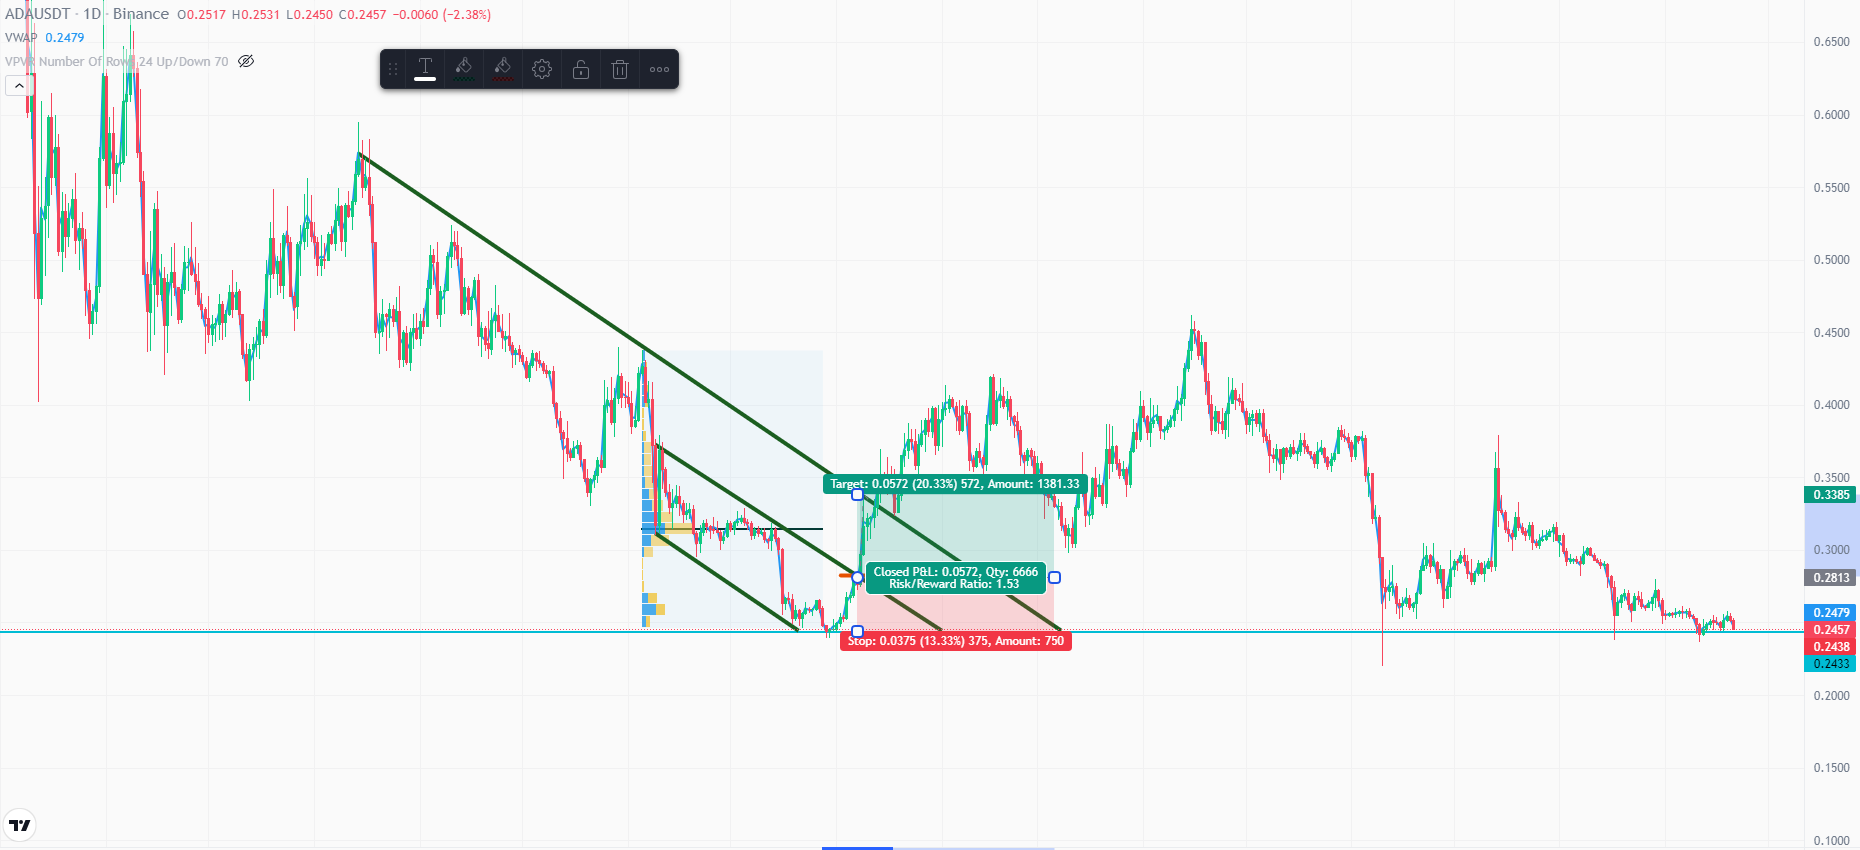 ADAUSDT · 1D · Binance O0.2517 H0.2531 L0.2450 C0.2457 −0.0060 (−2.38%)
VWAP 0.2479
VPVR Number Of Rows 24 Up/Down 70
Target: 0.0572 (20.33%) 572, Amount: 1381.33
Closed P&L: 0.0572, Qty: 6666
Risk/Reward Ratio: 1.53
Stop: 0.0375 (13.33%) 375, Amount: 750
0.6500
0.6000
0.5500
0.5000
0.4500
0.4000
0.3500
0.3385
0.3000
0.2813
0.2479
0.2457
0.2438
0.2433
0.2000
0.1500
0.1000